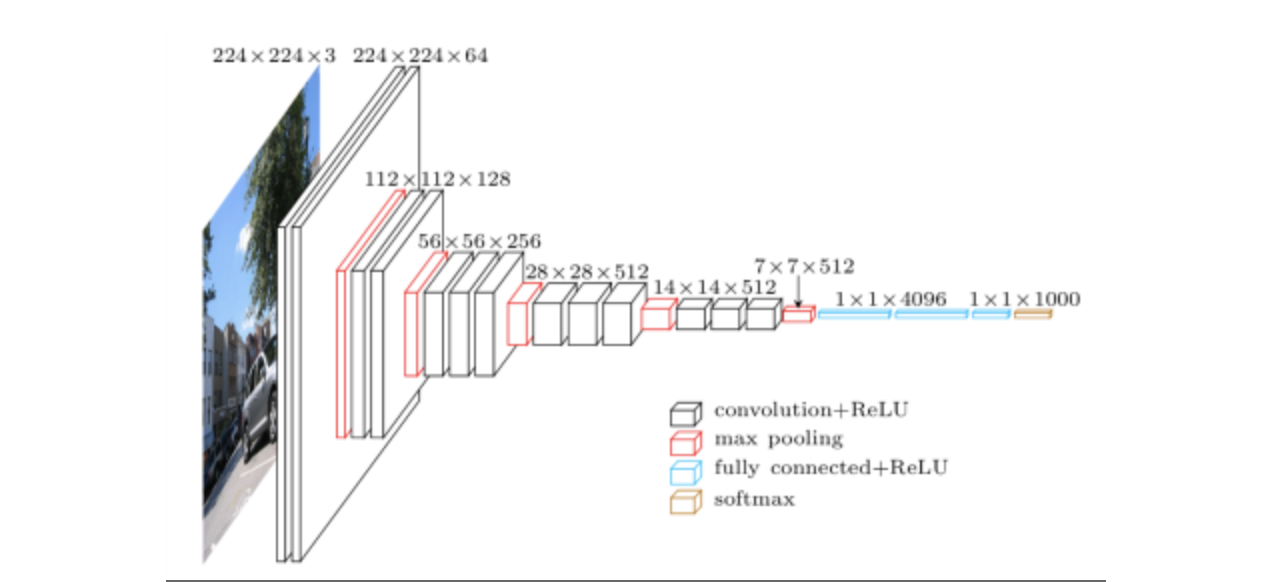 224×224×3
224×224×64
112×112×128
56×56×256
28×28×512
14×14×512
7×7×512
1×1×4096
1×1×1000
convolution+ReLU
max pooling
fully connected+ReLU
softmax